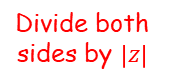 Divide both
sides by |z|